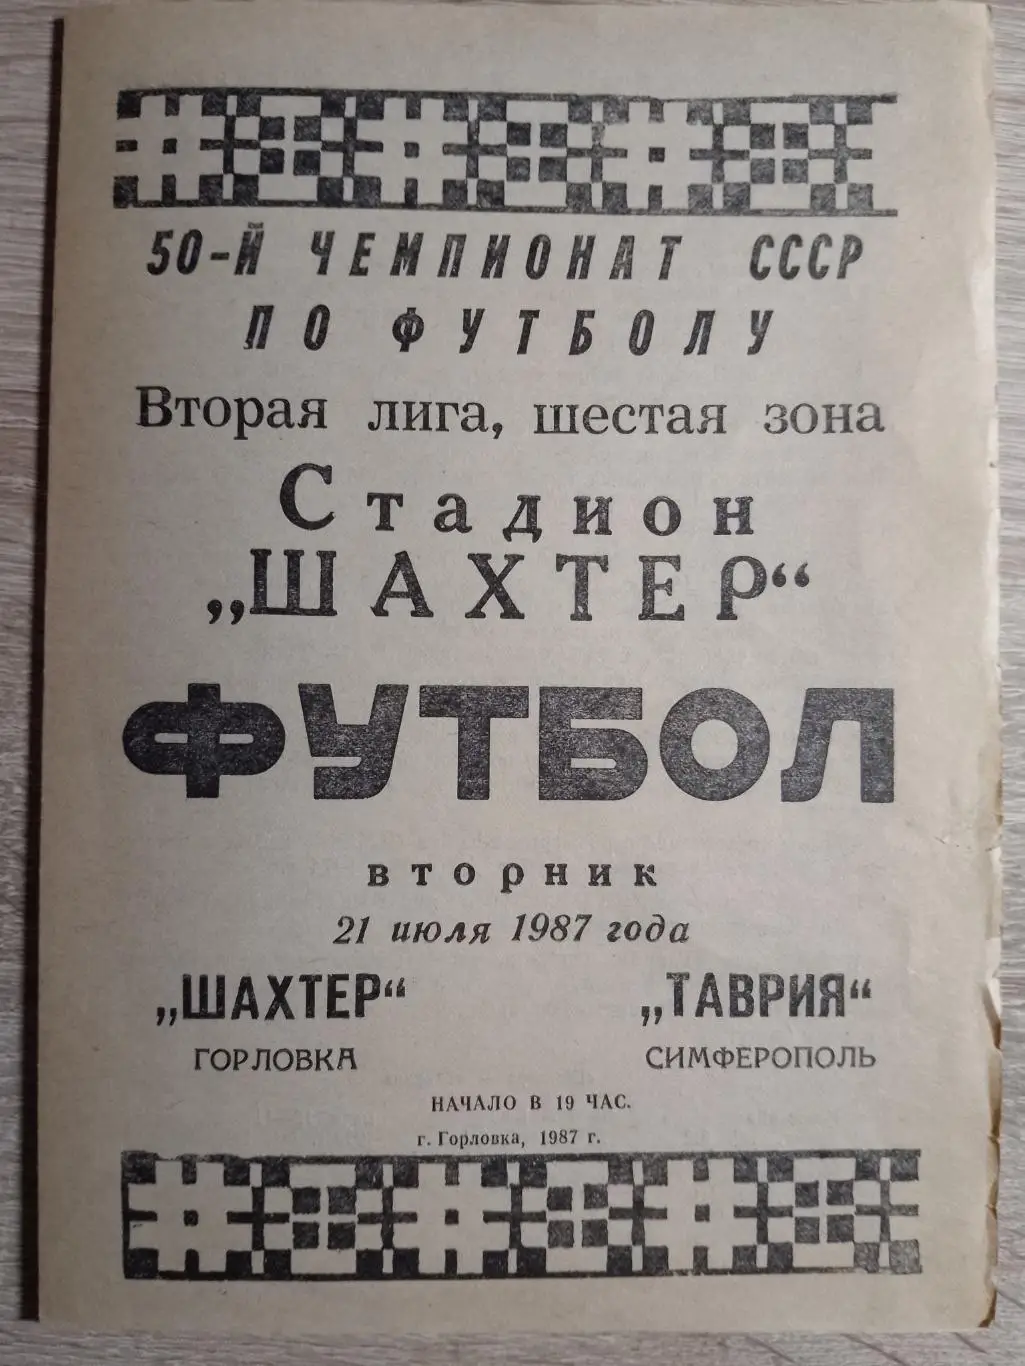 50-Й ЧЕМПИОНАТ СССР
ПО ФУТБОЛУ
Вторая лига, шестая зона
Стадион
„ШАХТЕР“
ФУТБОЛ
вторник
21 июля 1987 года
„ШАХТЕР“ „ТАВРИЯ“
ГОРЛОВКА СИМФЕРОПОЛЬ
НАЧАЛО В 19 ЧАС.
г. Горловка, 1987 г.